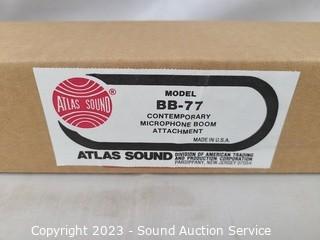 ATLAS SOUND®
MODEL
BB-77
CONTEMPORARY
MICROPHONE BOOM
ATTACHMENT
MADE IN U.S.A.
ATLAS SOUND DIVISION OF AMERICAN TRADING
AND PRODUCTION CORPORATION
PARSIPPANY, NEW JERSEY 07054
Copyright © 2023 - Sound Auction Service